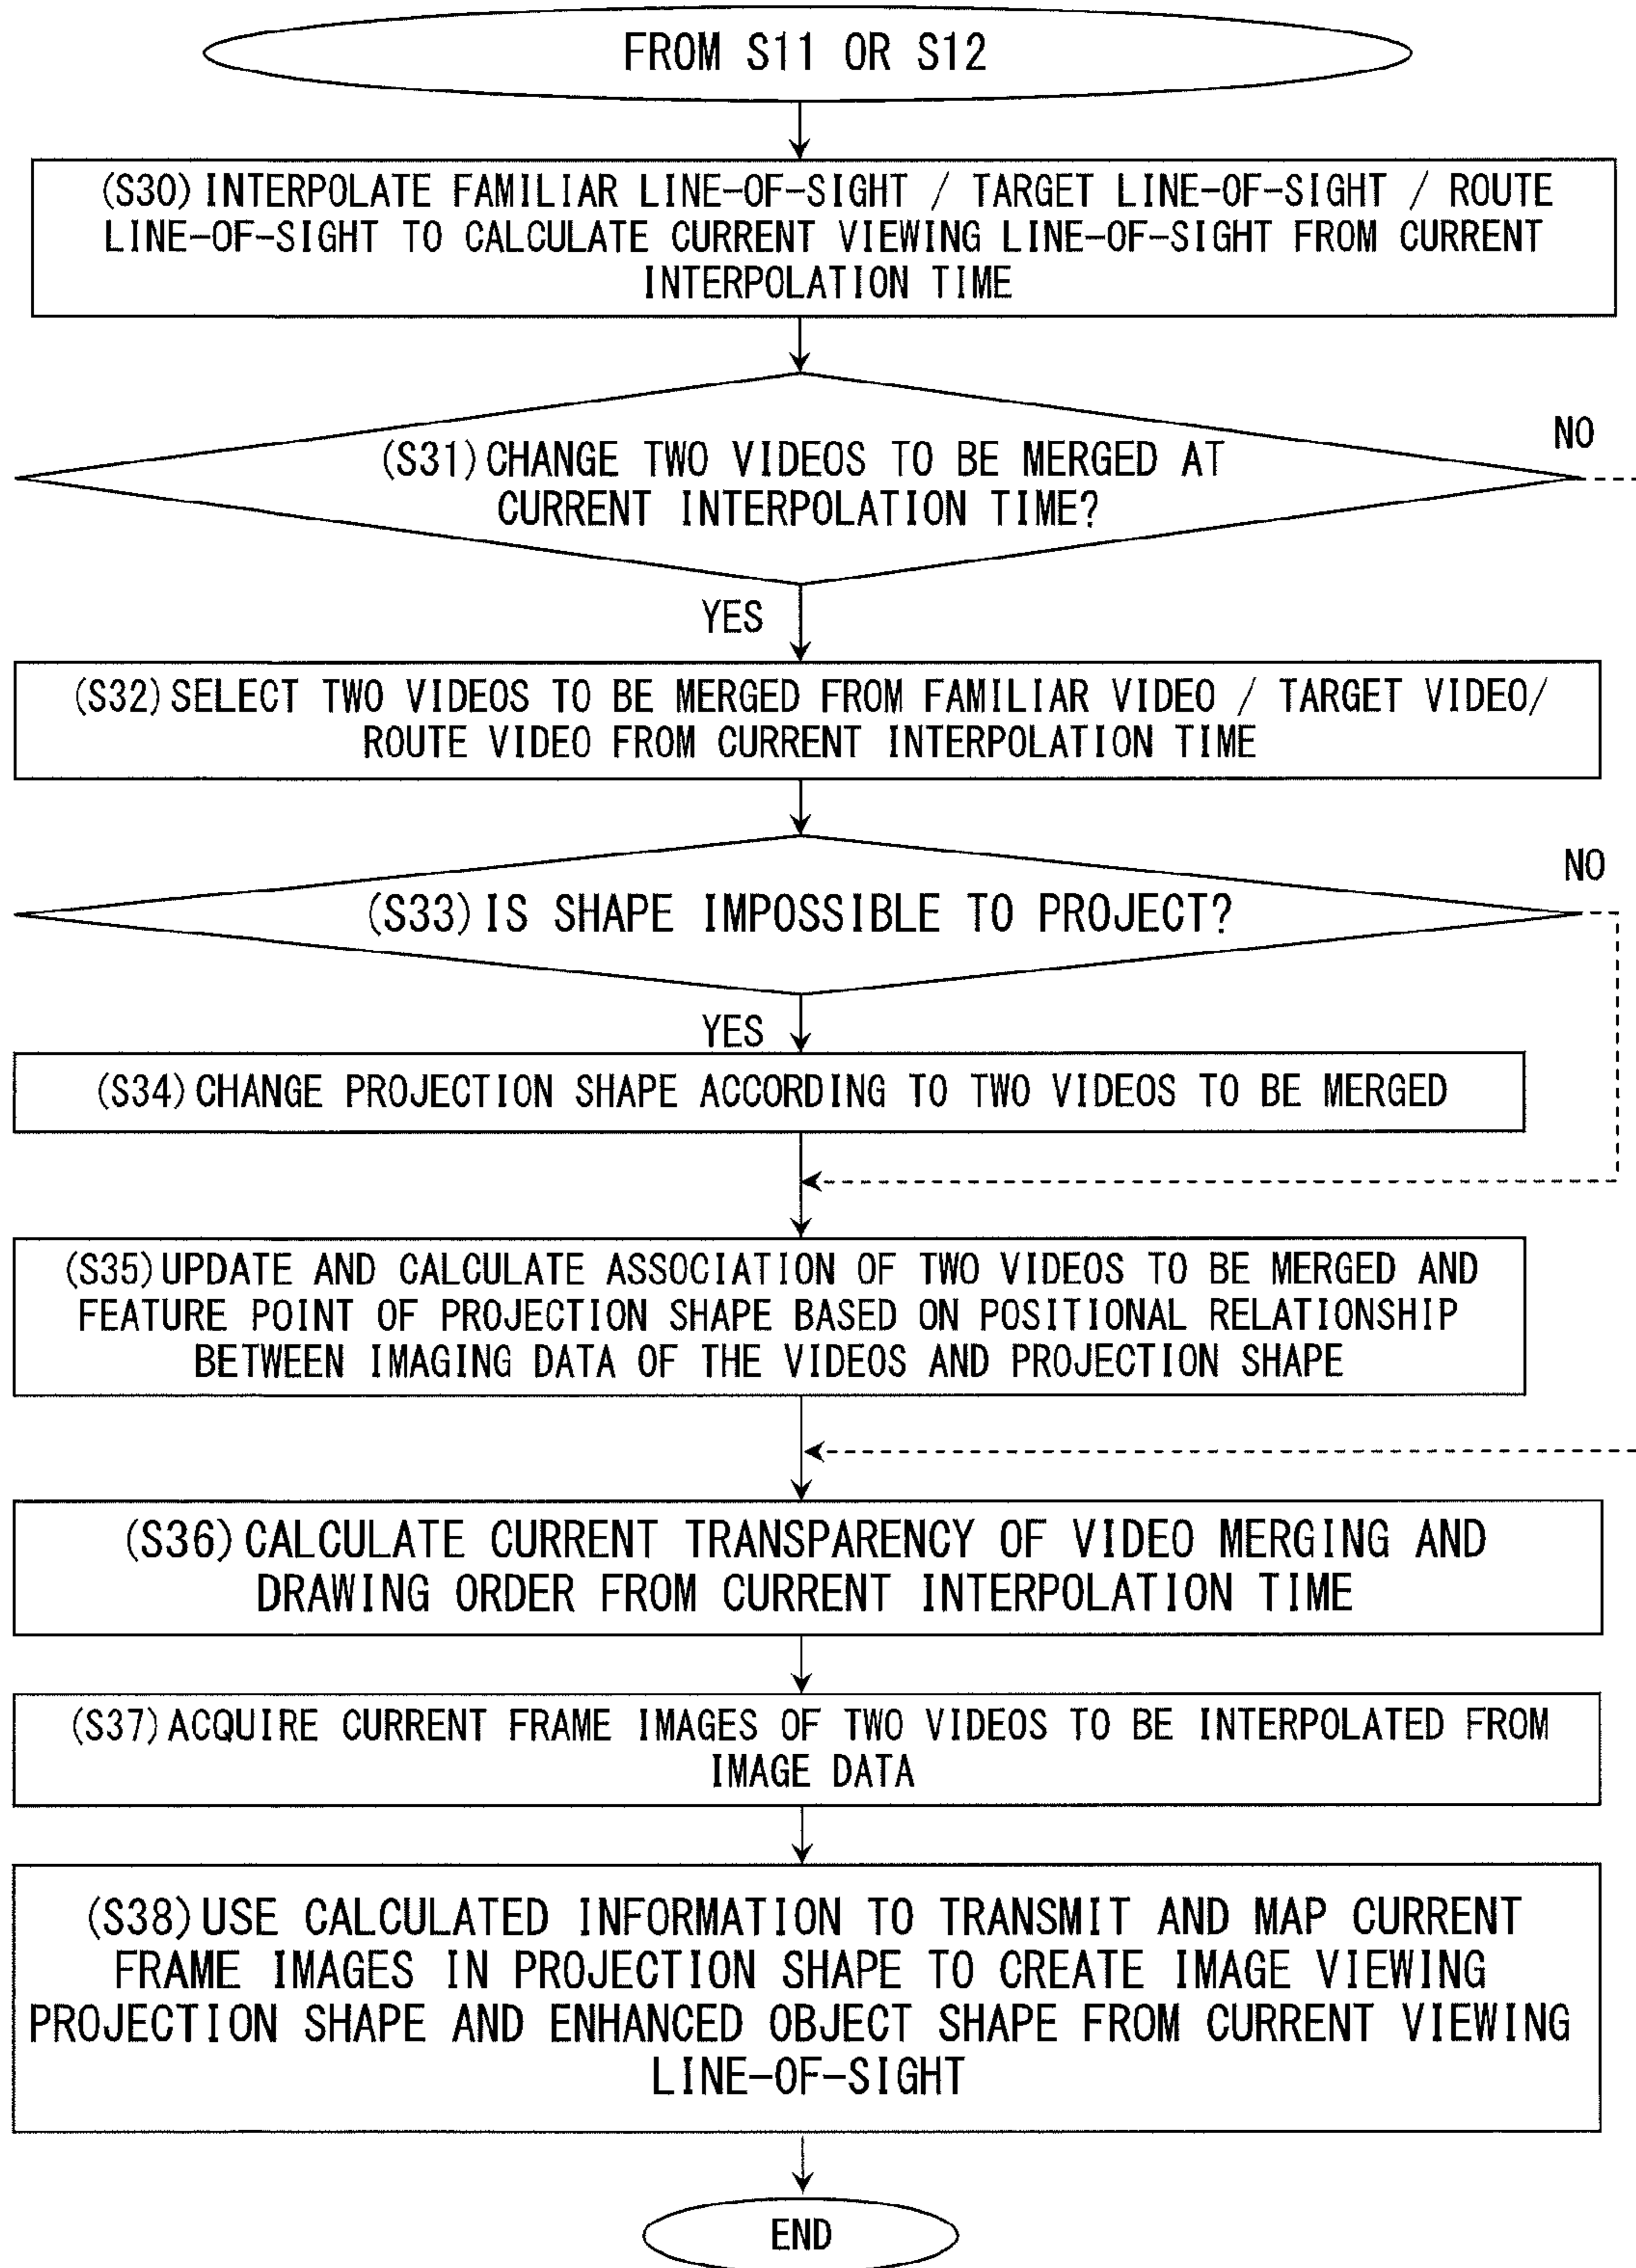 FROM S11 OR S12
(S30) INTERPOLATE FAMILIAR LINE-OF-SIGHT / TARGET LINE-OF-SIGHT / ROUTE
LINE-OF-SIGHT TO CALCULATE CURRENT VIEWING LINE-OF-SIGHT FROM CURRENT
INTERPOLATION TIME
NO
(S31) CHANGE TWO VIDEOS TO BE MERGED AT
CURRENT INTERPOLATION TIME?
YES
(S32) SELECT TWO VIDEOS TO BE MERGED FROM FAMILIAR VIDEO / TARGET VIDEO/
ROUTE VIDEO FROM CURRENT INTERPOLATION TIME
NO
(S33) IS SHAPE IMPOSSIBLE TO PROJECT?
YES
(S34) CHANGE PROJECTION SHAPE ACCORDING TO TWO VIDEOS TO BE MERGED
(S35) UPDATE AND CALCULATE ASSOCIATION OF TWO VIDEOS TO BE MERGED AND
FEATURE POINT OF PROJECTION SHAPE BASED ON POSITIONAL RELATIONSHIP
BETWEEN IMAGING DATA OF THE VIDEOS AND PROJECTION SHAPE
(S36) CALCULATE CURRENT TRANSPARENCY OF VIDEO MERGING AND
DRAWING ORDER FROM CURRENT INTERPOLATION TIME
(S37) ACQUIRE CURRENT FRAME IMAGES OF TWO VIDEOS TO BE INTERPOLATED FROM
IMAGE DATA
(S38) USE CALCULATED INFORMATION TO TRANSMIT AND MAP CURRENT
FRAME IMAGES IN PROJECTION SHAPE TO CREATE IMAGE VIEWING
PROJECTION SHAPE AND ENHANCED OBJECT SHAPE FROM CURRENT VIEWING
LINE-OF-SIGHT
END